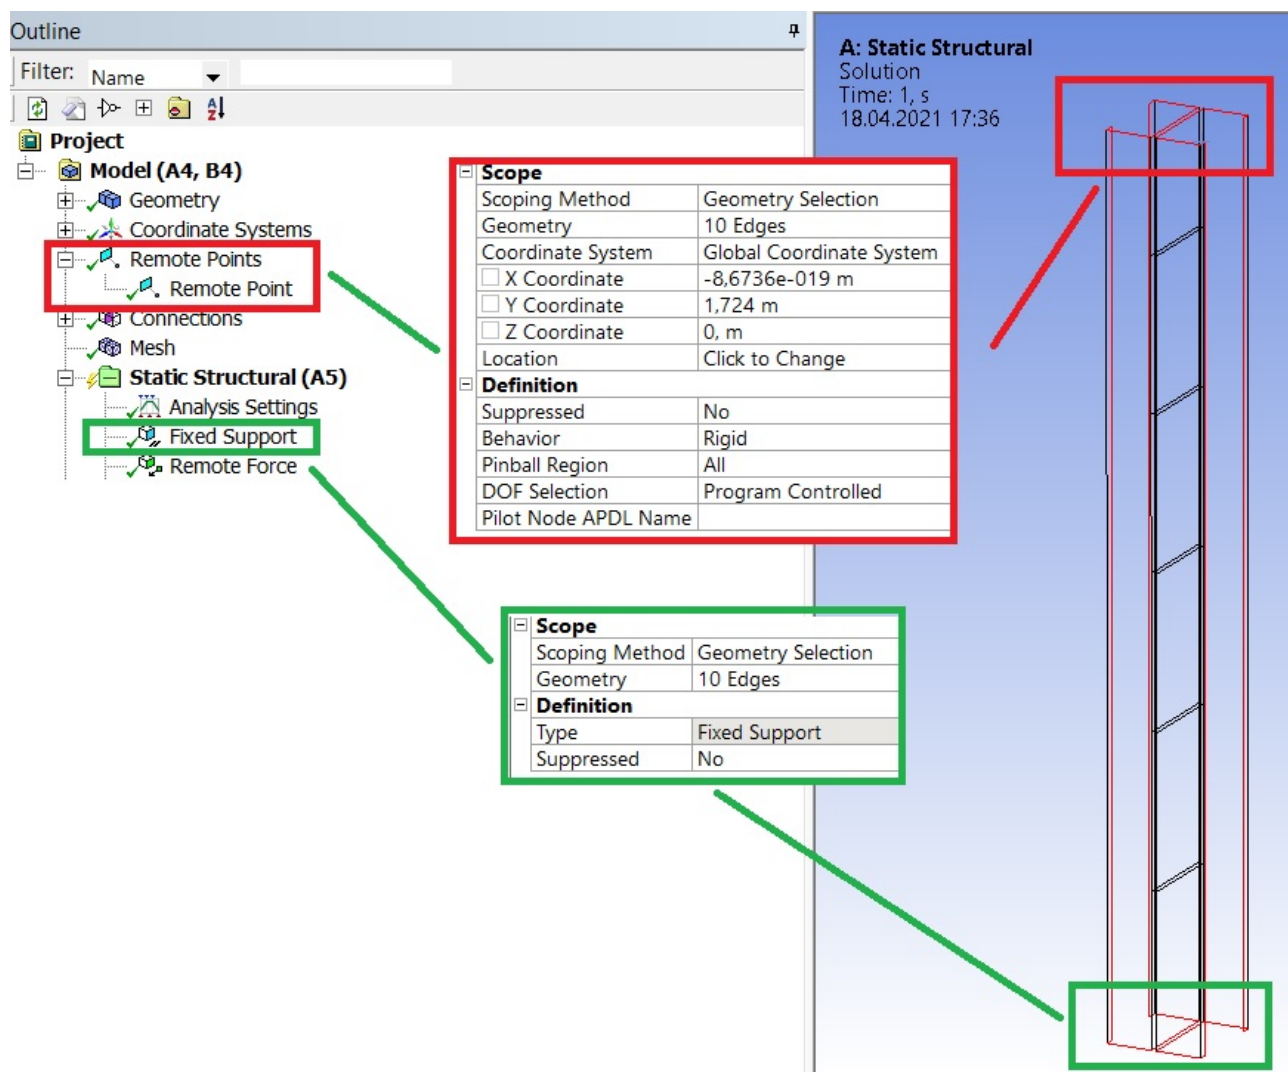 Outline
Filter: Name
Project
Model (A4, B4)
Geometry
Coordinate Systems
Remote Points
Remote Point
Connections
Mesh
Static Structural (A5)
Analysis Settings
Fixed Support
Remote Force
Scope
Scoping Method Geometry Selection
Geometry 10 Edges
Coordinate System Global Coordinate System
X Coordinate -8,6736e-019 m
Y Coordinate 1,724 m
Z Coordinate 0, m
Location Click to Change
Definition
Suppressed No
Behavior Rigid
Pinball Region All
DOF Selection Program Controlled
Pilot Node APDL Name
Scope
Scoping Method Geometry Selection
Geometry 10 Edges
Definition
Type Fixed Support
Suppressed No
A: Static Structural
Solution
Time: 1, s
18.04.2021 17:36